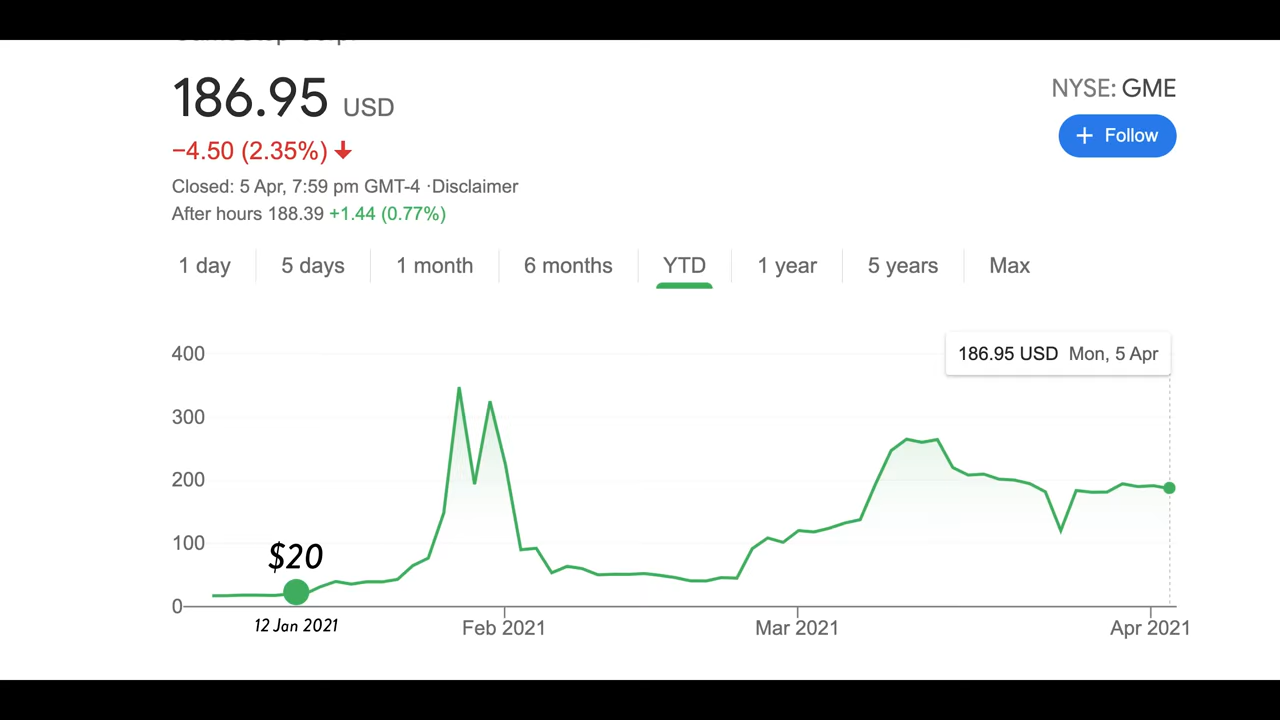 186.95 USD
NYSE: GME
+ Follow
−4.50 (2.35%) ↓
Closed: 5 Apr, 7:59 pm GMT-4 ·Disclaimer
After hours 188.39 +1.44 (0.77%)
1 day 5 days 1 month 6 months YTD 1 year 5 years Max
186.95 USD Mon, 5 Apr
400
300
200
100
0
$20
12 Jan 2021
Feb 2021
Mar 2021
Apr 2021